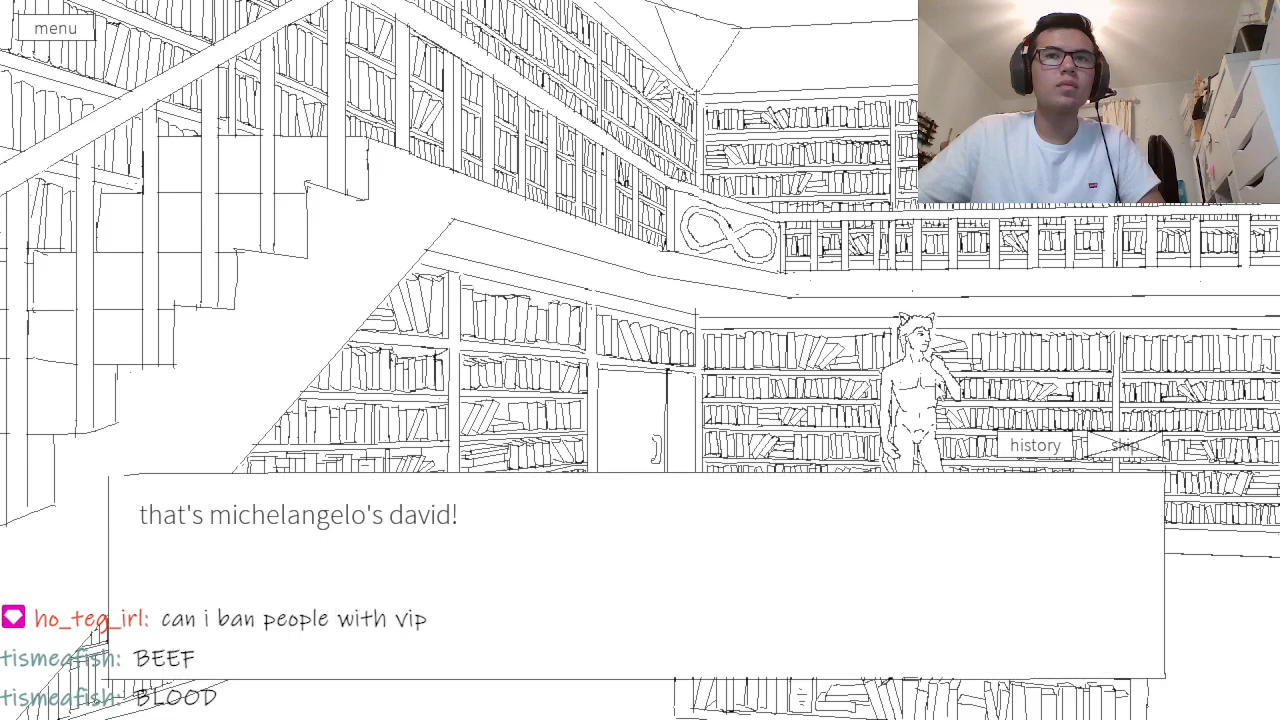 menu
history
skip
that's michelangelo's david!
ho_teg_irl: can i ban people with vip
tismeafish: BEEF
tismeafish: BLOOD